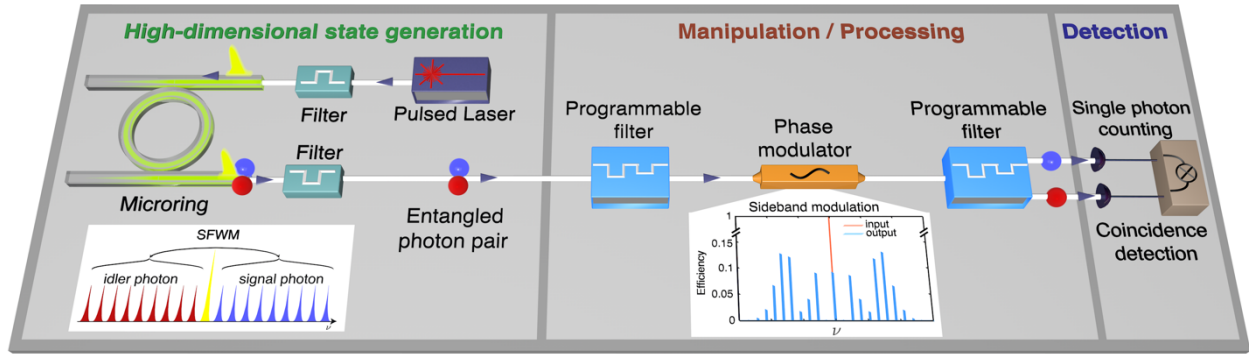 High-dimensional state generation
Manipulation / Processing
Detection
Filter
Pulsed Laser
Filter
Microring
Entangled
photon pair
SFWM
idler photon
signal photon
ν
Programmable
filter
Phase
modulator
Programmable
filter
Sideband modulation
input
output
0.15
0.1
0.05
0
1
Efficiency
ν
Single photon
counting
Coincidence
detection